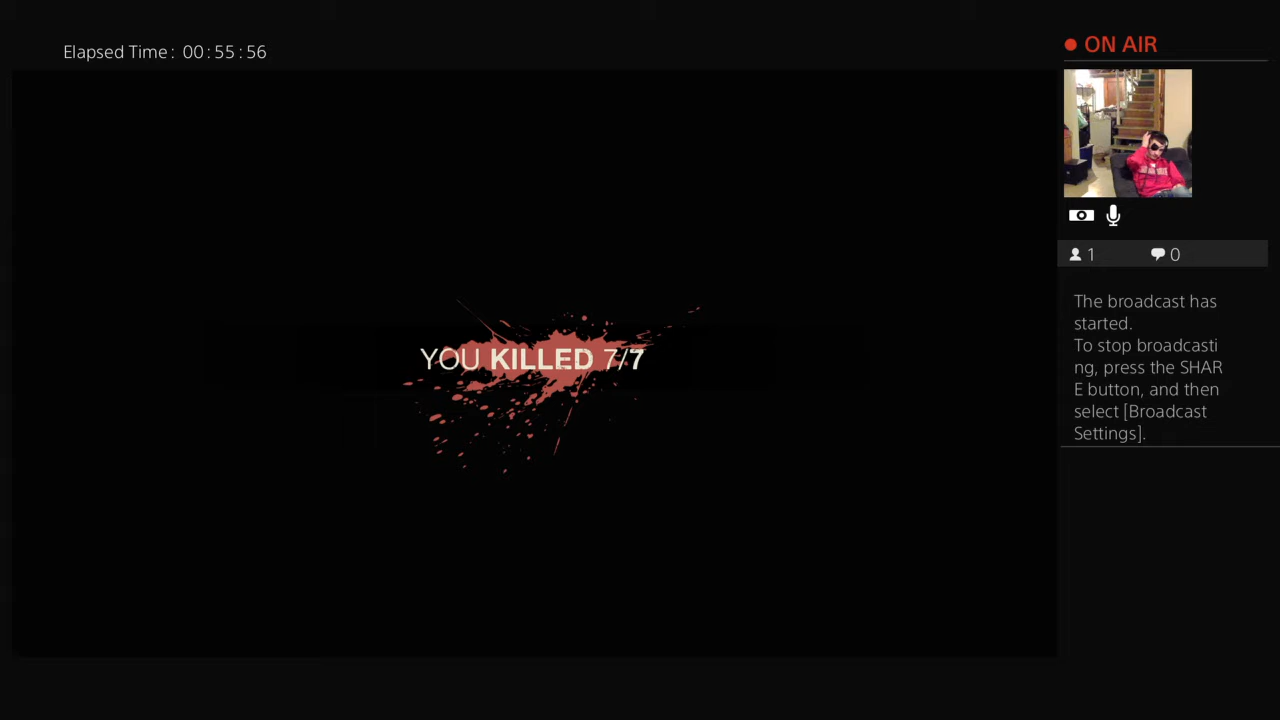 Elapsed Time: 00:55:56
ON AIR
1
0
The broadcast has
started.
To stop broadcasti
ng, press the SHAR
E button, and then
select [Broadcast
Settings].
YOU KILLED 7/7